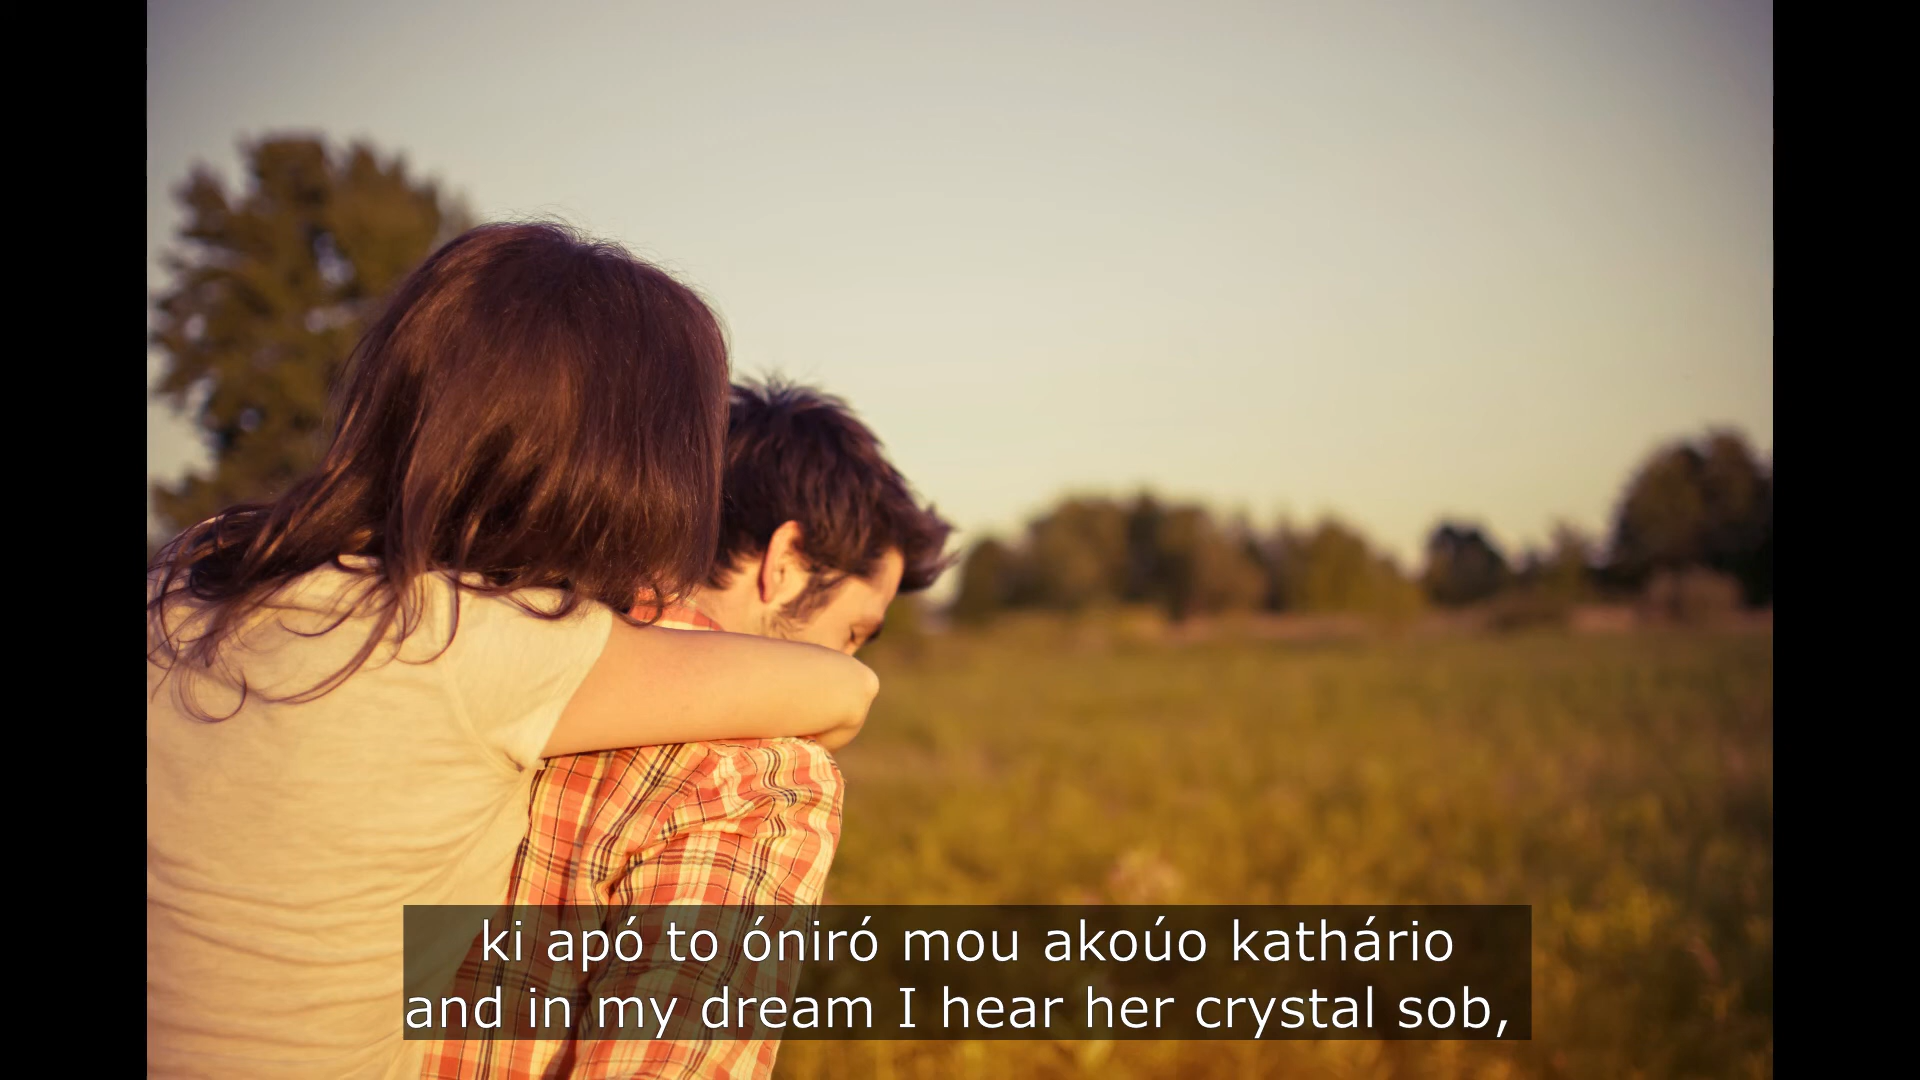 ki apó to óniró mou akoúo kathário
and in my dream I hear her crystal sob,